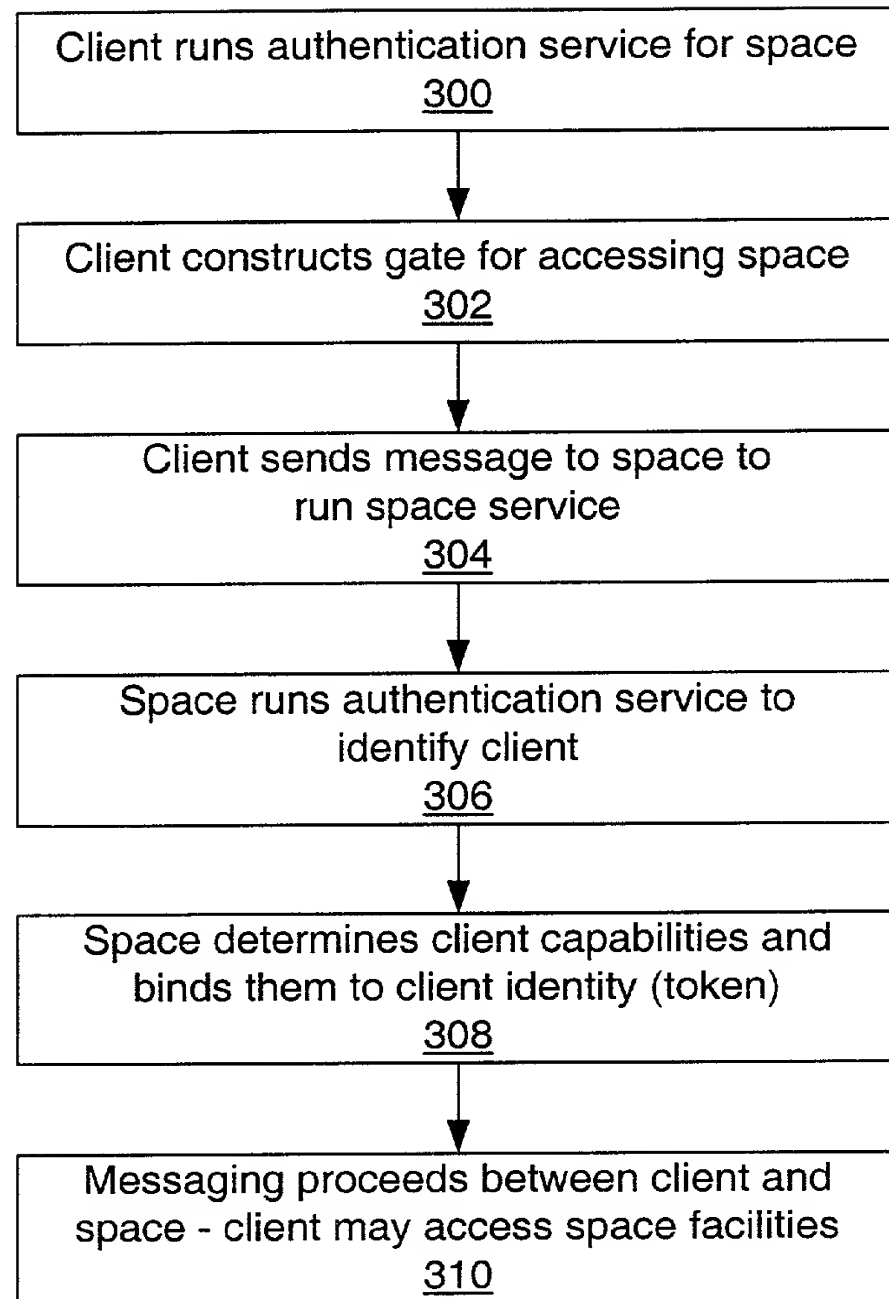 Client runs authentication service for space
300
Client constructs gate for accessing space
302
Client sends message to space to
run space service
304
Space runs authentication service to
identify client
306
Space determines client capabilities and
binds them to client identity (token)
308
Messaging proceeds between client and
space - client may access space facilities
310